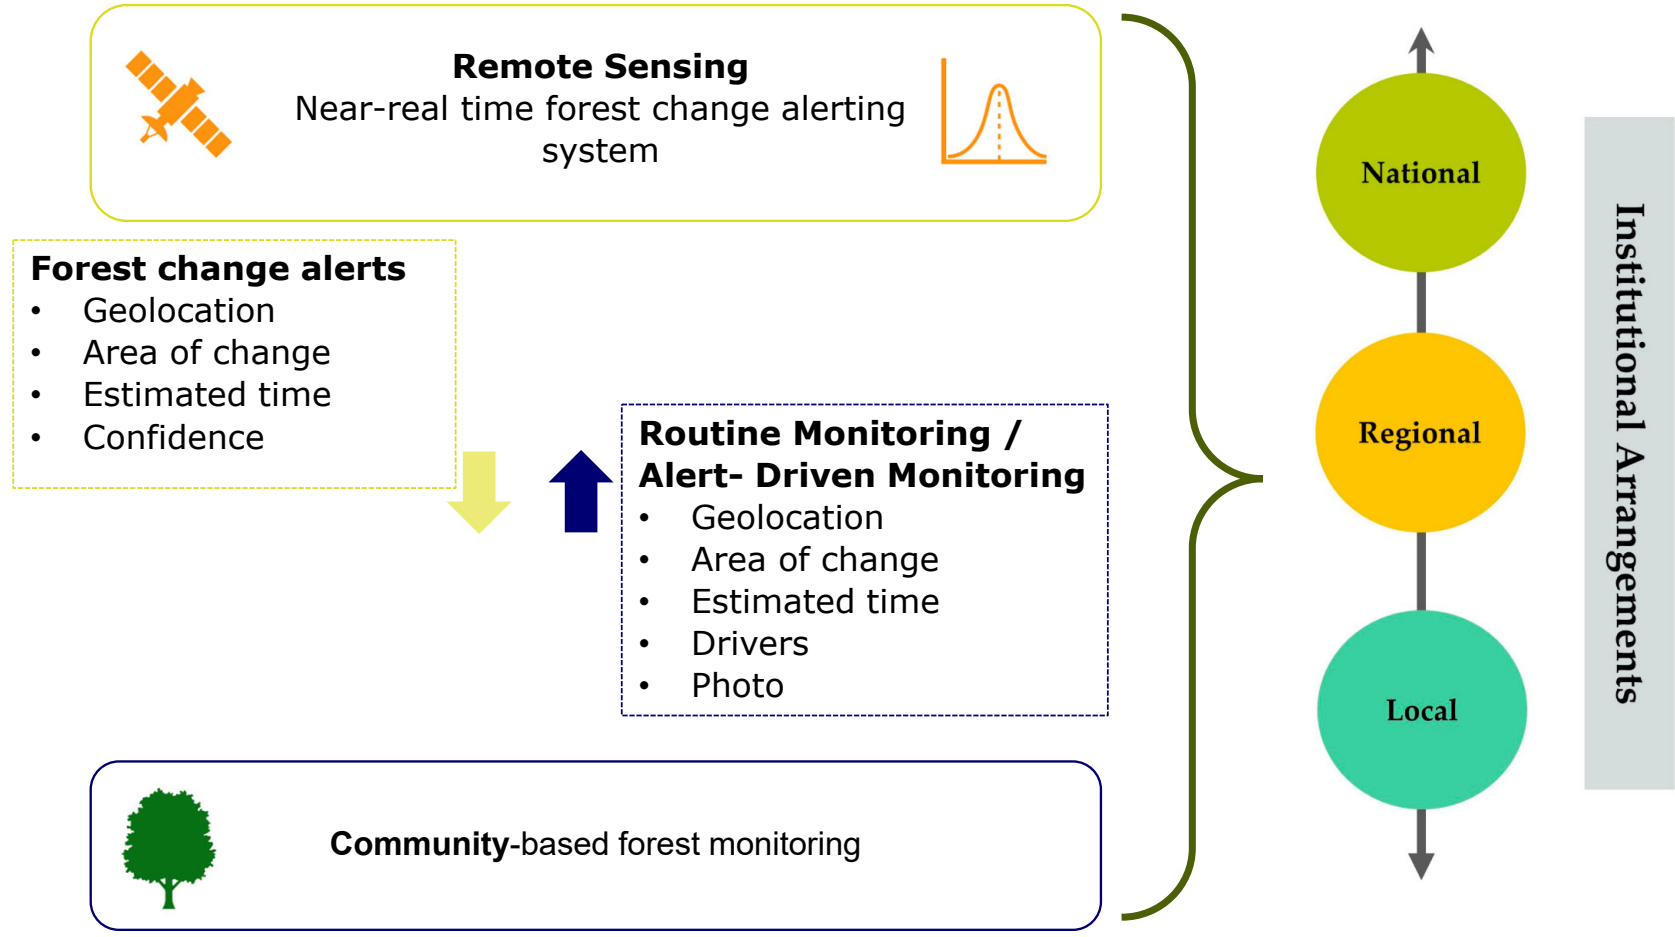 Remote Sensing
Near-real time forest change alerting
system
Forest change alerts
• Geolocation
• Area of change
• Estimated time
• Confidence
Routine Monitoring /
Alert- Driven Monitoring
• Geolocation
• Area of change
• Estimated time
• Drivers
• Photo
Community-based forest monitoring
National
Regional
Local
Institutional Arrangements